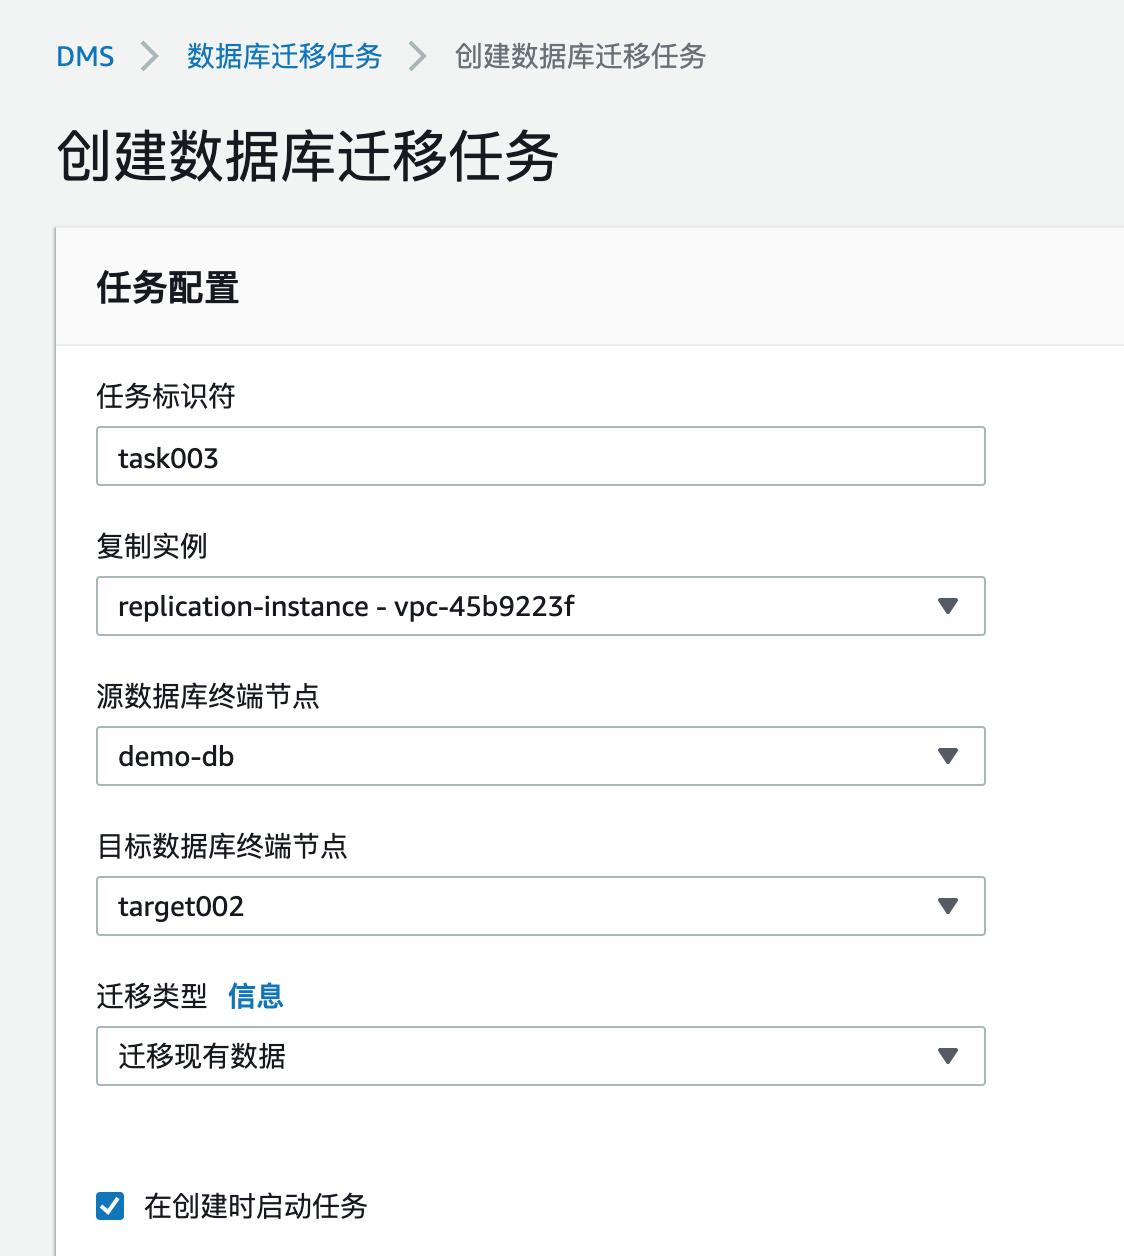 DMS 数据库迁移任务 创建数据库迁移任务
创建数据库迁移任务
任务配置
任务标识符
task003
复制实例
replication-instance - vpc-45b9223f
源数据库终端节点
demo-db
目标数据库终端节点
target002
迁移类型 信息
迁移现有数据
在创建时启动任务